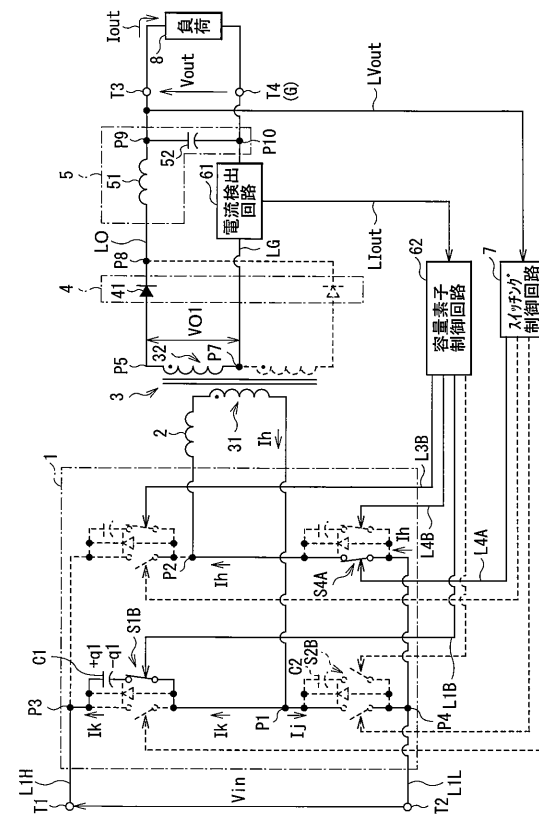 Iout
8
負荷
T3
Vout
T4
(G)
P9
52
P10
LVout
5
51
61
電流検出
回路
LO
LG
LIout
P8
4
41
VO1
62
容量素子
制御回路
7
スイッチング
制御回路
P5
32
P7
3
2
31
Ih
L3B
1
L4B
Ih
L4A
P2
Ih
S4A
C1
+q1
-q1
S1B
C2
S2B
L1B
P3
Ik
Ik
P1
Ij
P4
L1H
T1
Vin
L1L
T2